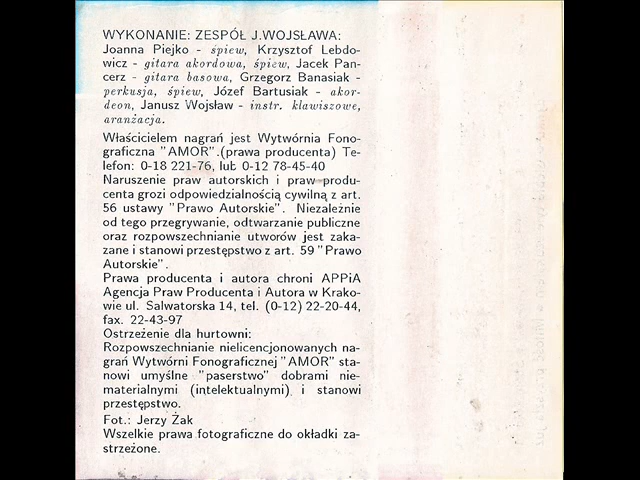 WYKONANIE: ZESPÓŁ J.WOJSŁAWA:
Joanna Piejko - śpiew, Krzysztof Lebdo-
wicz - gitara akordowa, śpiew, Jacek Pan-
cerz - gitara basowa, Grzegorz Banasiak -
perkusja, śpiew, Józef Bartusiak - akor-
deon, Janusz Wojsław - instr. klawiszowe,
aranżacja.
Właścicielem nagrań jest Wytwórnia Fono-
graficzna "AMOR".(prawa producenta) Te-
lefon: 0-18 221-76, lub 0-12 78-45-40
Naruszenie praw autorskich i praw produ-
centa grozi odpowiedzialnością cywilną z art.
56 ustawy "Prawo Autorskie". Niezależnie
od tego przegrywanie, odtwarzanie publiczne
oraz rozpowszechnianie utworów jest zaka-
zane i stanowi przestępstwo z art. 59 "Prawo
Autorskie".
Prawa producenta i autora chroni APPiA
Agencja Praw Producenta i Autora w Krako-
wie ul. Salwatorska 14, tel. (0-12) 22-20-44,
fax. 22-43-97
Ostrzeżenie dla hurtowni:
Rozpowszechnianie nielicencjonowanych na-
grań Wytwórni Fonograficznej "AMOR" sta-
nowi umyślne "paserstwo" dobrami nie-
materialnymi (intelektualnymi) i stanowi
przestępstwo.
Fot.: Jerzy Żak
Wszelkie prawa fotograficzne do okładki za-
strzeżone.